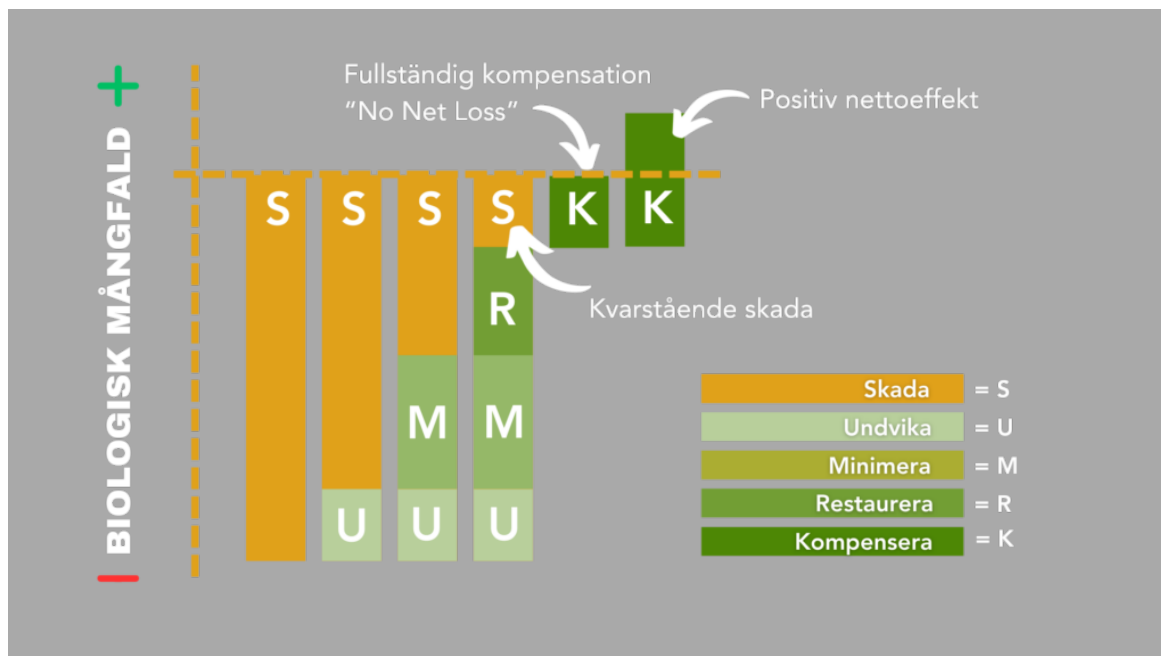 +
BIOLOGISK MÅNGFALD
–
Fullständig kompensation
"No Net Loss"
Positiv nettoeffekt
S
S
S
S
K
K
R
Kvarstående skada
M
M
U
U
U
Skada = S
Undvika = U
Minimera = M
Restaurera = R
Kompensera = K